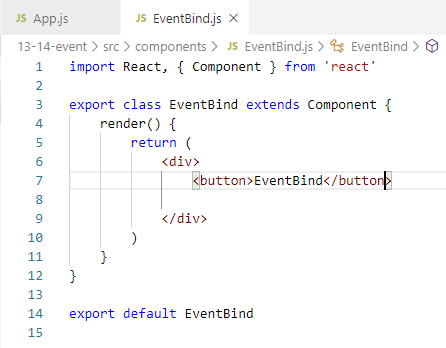 JS App.js JS EventBind.js ×
13-14-event > src > components > JS EventBind.js > EventBind >
1 import React, { Component } from 'react'
2
3 export class EventBind extends Component {
4     render() {
5         return (
6             <div>
7                 <button>EventBind</button>
8
9             </div>
10         )
11     }
12 }
13
14 export default EventBind
15